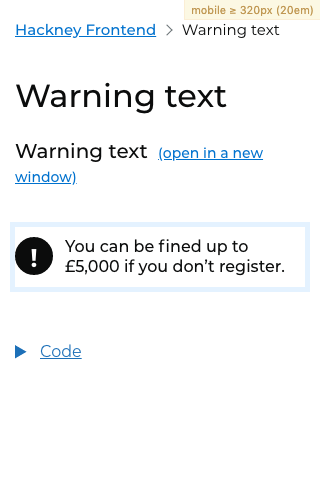 mobile ≥ 320px (20em)
Hackney Frontend > Warning text
Warning text
Warning text (open in a new
window)
! You can be fined up to
£5,000 if you don’t register.
Code